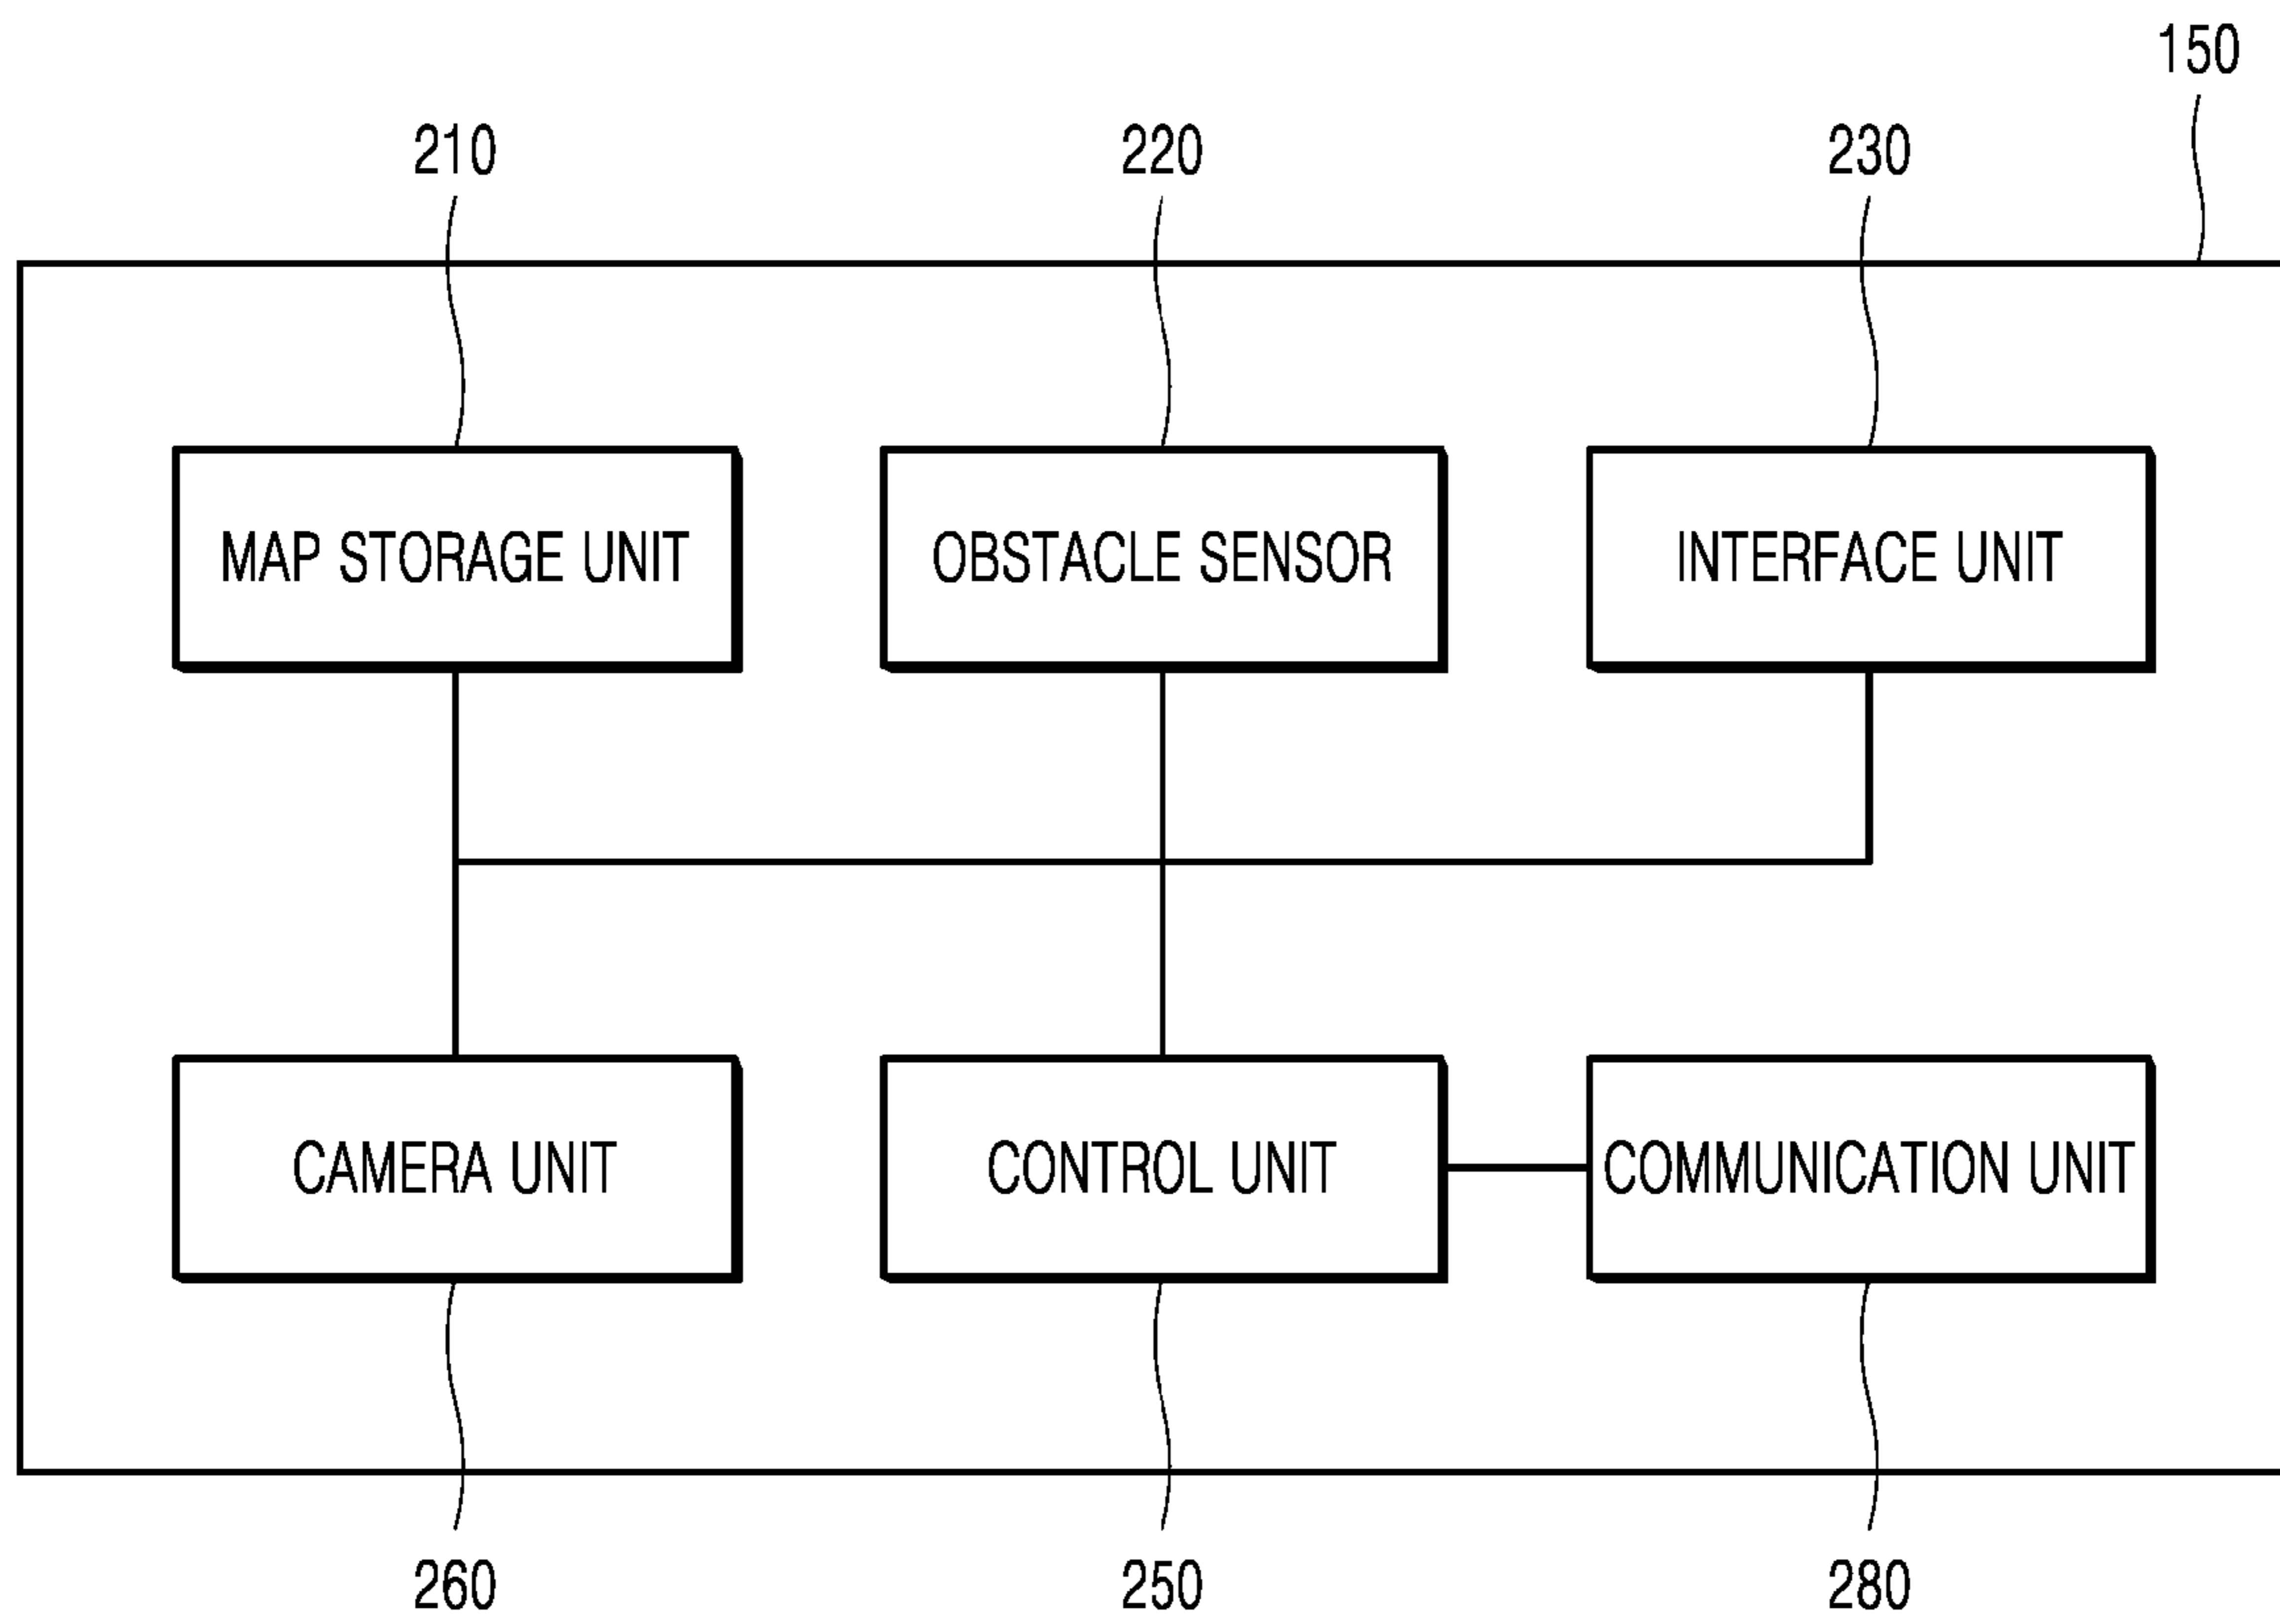 150
210 220 230
MAP STORAGE UNIT OBSTACLE SENSOR INTERFACE UNIT
CAMERA UNIT CONTROL UNIT COMMUNICATION UNIT
260 250 280